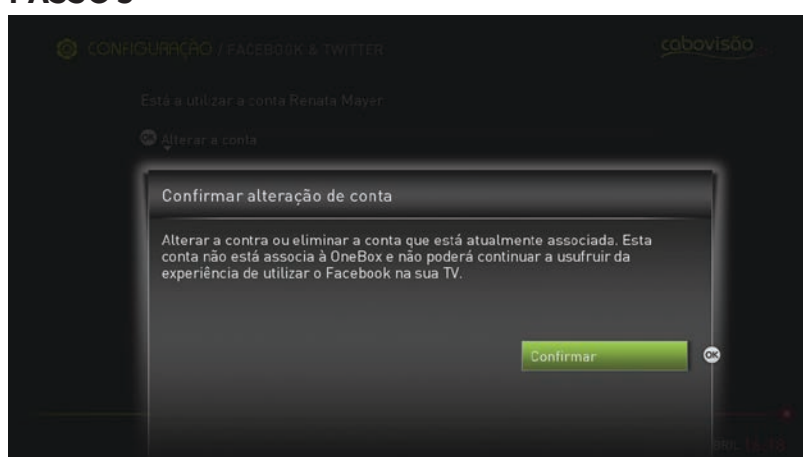 CONFIGURAÇÃO / FACEBOOK & TWITTER
cabovisão
Está a utilizar a conta Renata Mayer
OK Alterar a conta
Confirmar alteração de conta
Alterar a contra ou eliminar a conta que está atualmente associada. Esta
conta não está associa à OneBox e não poderá continuar a usufruir da
experiência de utilizar o Facebook na sua TV.
Confirmar OK